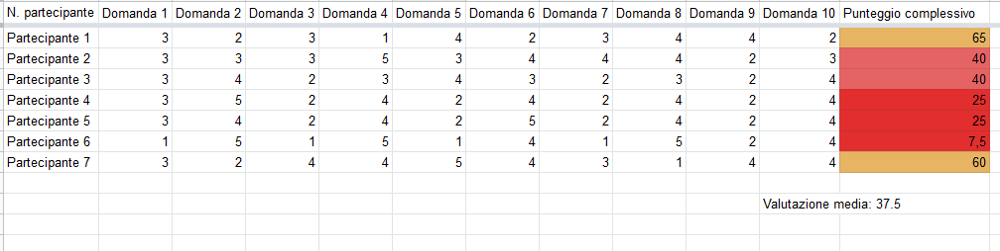 N. partecipante Domanda 1 Domanda 2 Domanda 3 Domanda 4 Domanda 5 Domanda 6 Domanda 7 Domanda 8 Domanda 9 Domanda 10 Punteggio complessivo
Partecipante 1 3 2 3 1 4 2 3 4 4 2 65
Partecipante 2 3 3 3 5 3 4 4 4 2 3 40
Partecipante 3 3 4 2 3 4 3 2 3 2 4 40
Partecipante 4 3 5 2 4 2 4 2 4 2 4 25
Partecipante 5 3 4 2 4 2 5 2 4 2 4 25
Partecipante 6 1 5 1 5 1 4 1 5 2 4 7,5
Partecipante 7 3 2 4 4 5 4 3 1 4 4 60
Valutazione media: 37.5